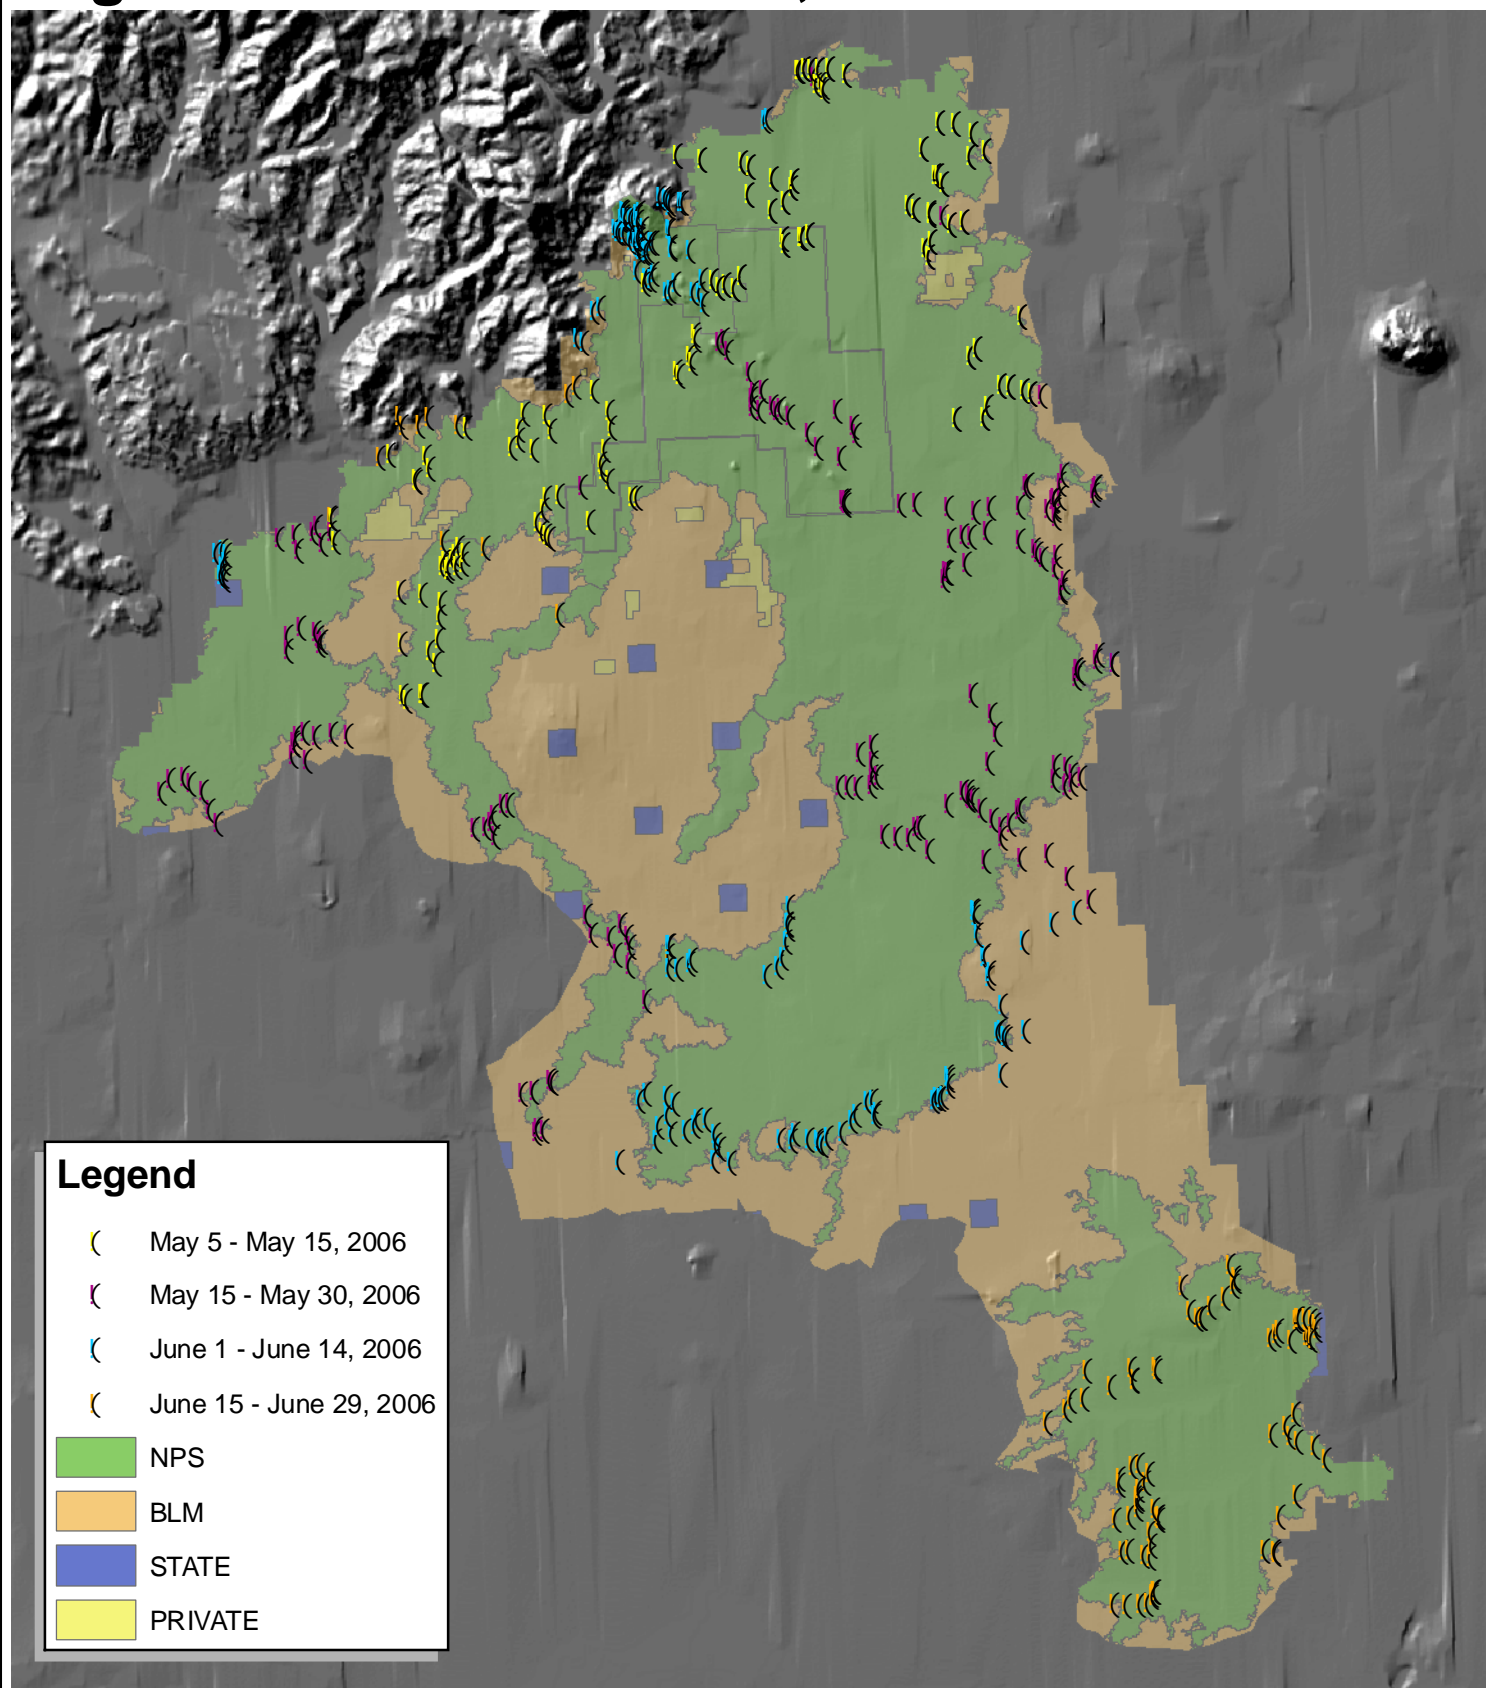 Legend
May 5 - May 15, 2006
May 15 - May 30, 2006
June 1 - June 14, 2006
June 15 - June 29, 2006
NPS
BLM
STATE
PRIVATE